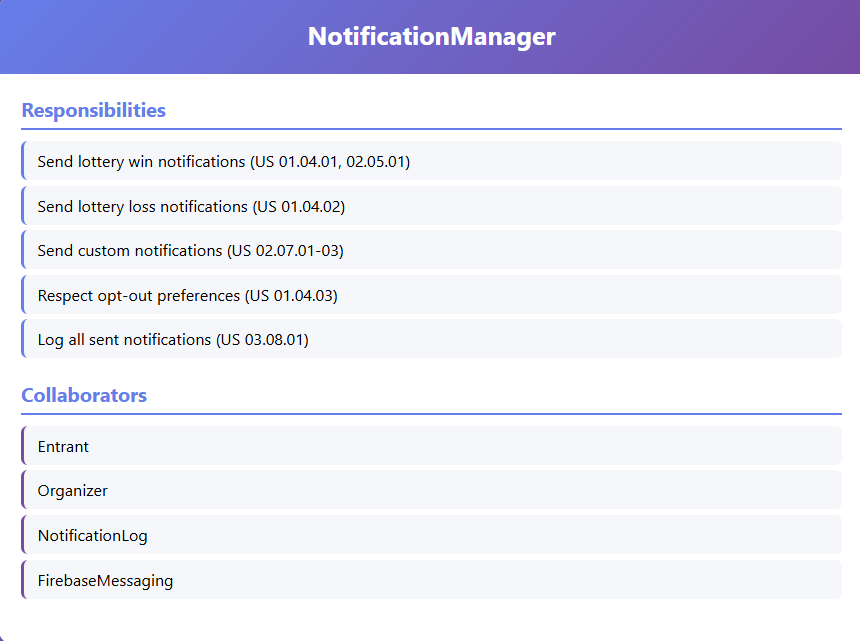 NotificationManager
Responsibilities
Send lottery win notifications (US 01.04.01, 02.05.01)
Send lottery loss notifications (US 01.04.02)
Send custom notifications (US 02.07.01-03)
Respect opt-out preferences (US 01.04.03)
Log all sent notifications (US 03.08.01)
Collaborators
Entrant
Organizer
NotificationLog
FirebaseMessaging